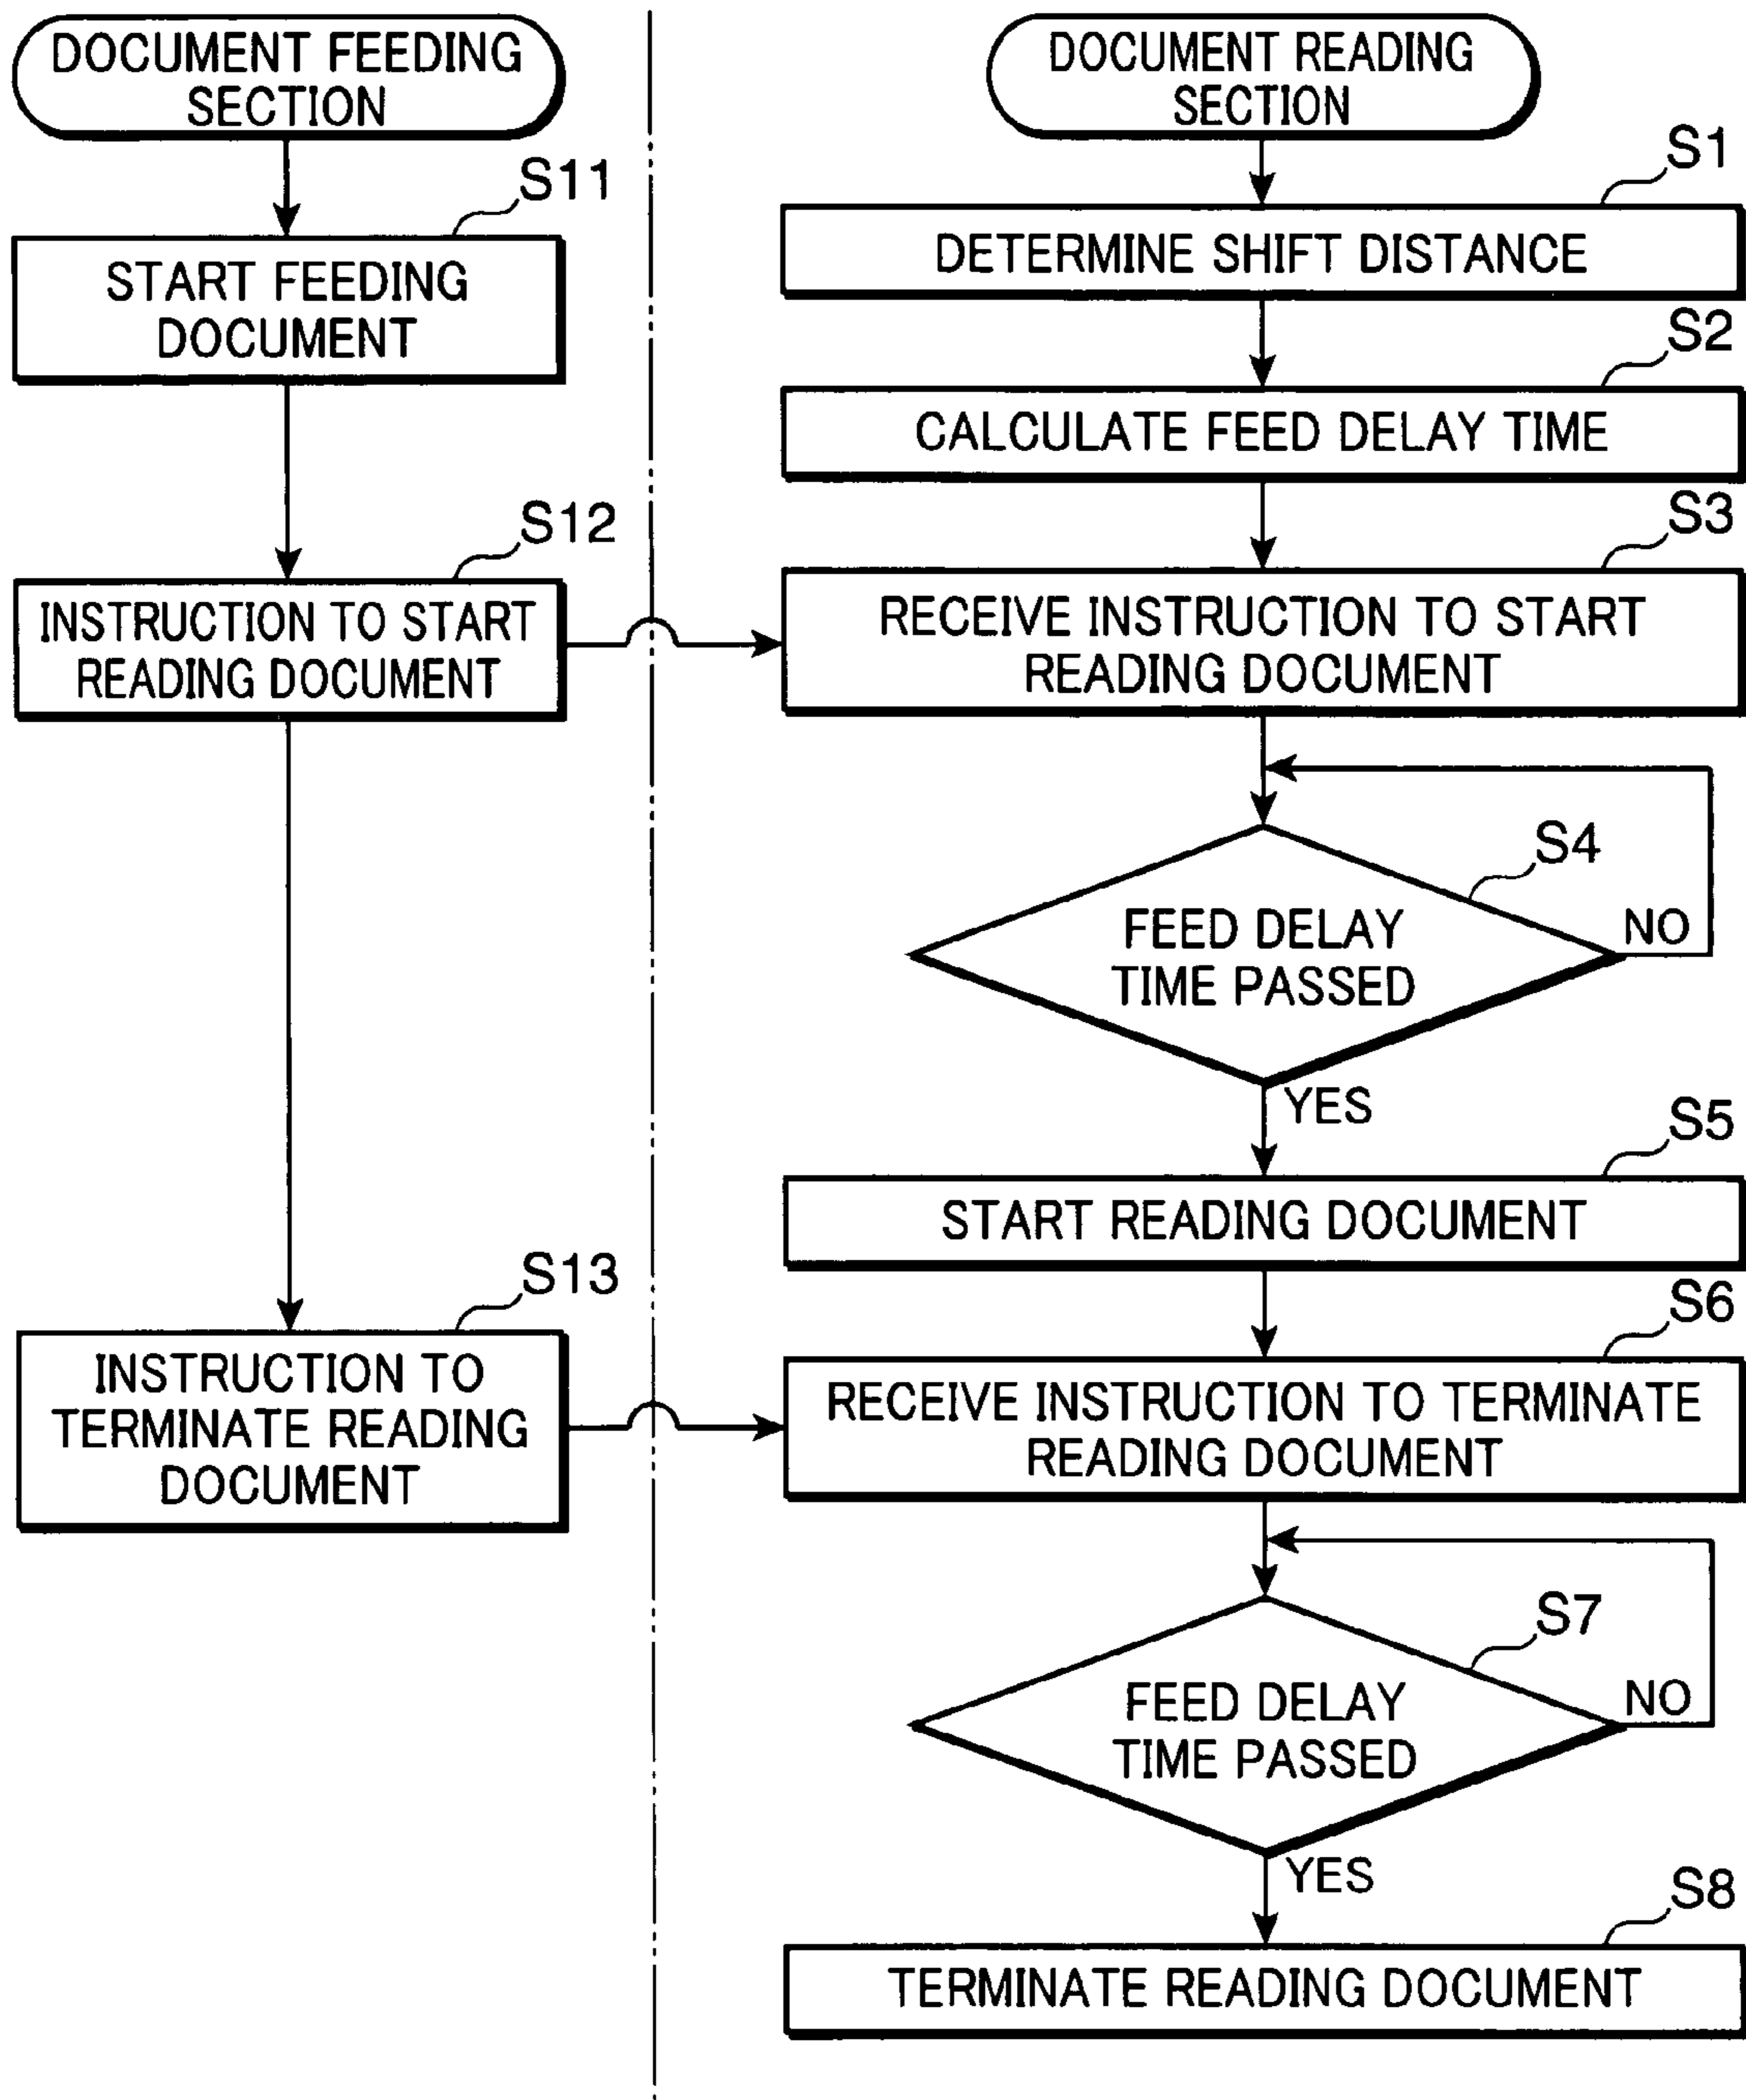 DOCUMENT FEEDING
SECTION
S11
START FEEDING
DOCUMENT
S12
INSTRUCTION TO START
READING DOCUMENT
S13
INSTRUCTION TO
TERMINATE READING
DOCUMENT
DOCUMENT READING
SECTION
S1
DETERMINE SHIFT DISTANCE
S2
CALCULATE FEED DELAY TIME
S3
RECEIVE INSTRUCTION TO START
READING DOCUMENT
S4
FEED DELAY
TIME PASSED
NO
YES
S5
START READING DOCUMENT
S6
RECEIVE INSTRUCTION TO TERMINATE
READING DOCUMENT
S7
FEED DELAY
TIME PASSED
NO
YES
S8
TERMINATE READING DOCUMENT